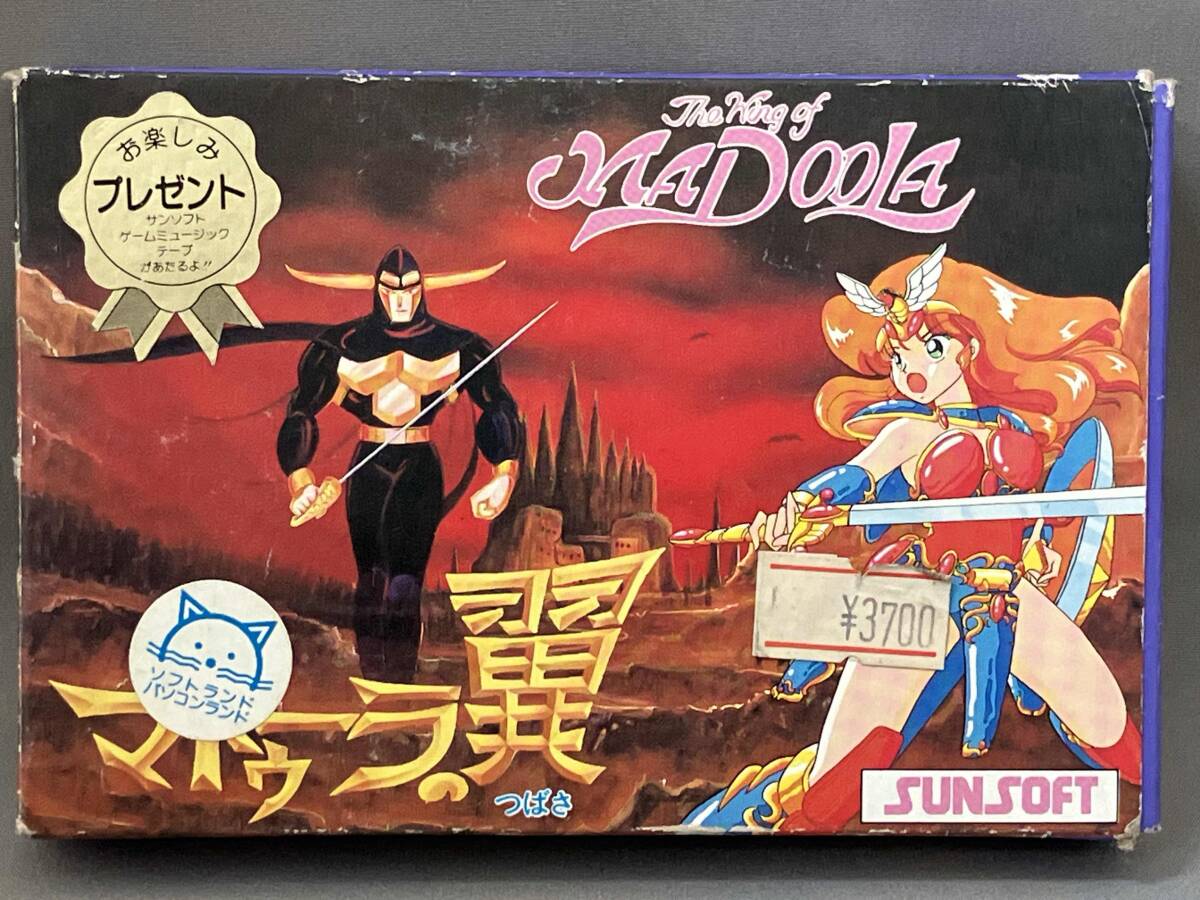 お楽しみ
プレゼント
サンソフト
ゲームミュージック
テープ
があたるよ!!
The Wing of
MADOOLA
¥3700
ソフトランド
パソコンランド
マドゥーラの翼
つばさ
SUNSOFT